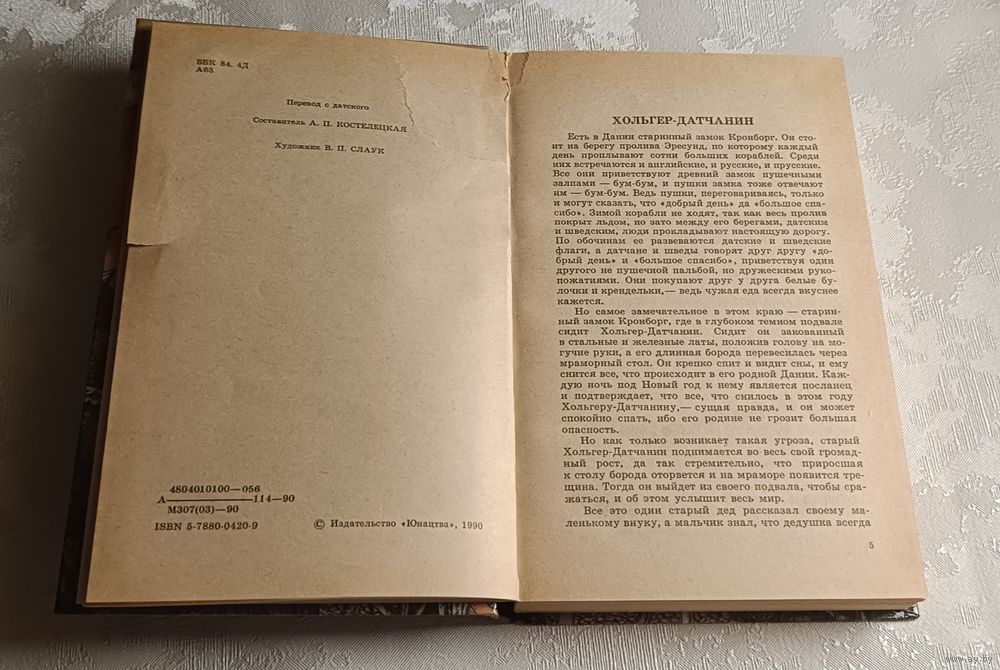 ББК 84. 4Д
А65
Перевод с датского
Составитель А. П. КОСТЕЛЕЦКАЯ
Художник В. П. СЛАУК
4804010100—056
А————114—90
М307(03)—90
ISBN 5-7880-0420-9
© Издательство «Юнацтва», 1990
ХОЛЬГЕР-ДАТЧАНИН
Есть в Дании старинный замок Кронборг. Он сто-
ит на берегу пролива Эресунд, по которому каждый
день проплывают сотни больших кораблей. Среди
них встречаются и английские, и русские, и прусские.
Все они приветствуют древний замок пушечными
залпами — бум-бум, и пушки замка тоже отвечают
им — бум-бум. Ведь пушки, переговариваясь, только
и могут сказать, что «добрый день» да «большое спа-
сибо». Зимой корабли не ходят, так как весь пролив
покрыт льдом, но зато между его берегами, датским
и шведским, люди прокладывают настоящую дорогу.
По обочинам ее развеваются датские и шведские
флаги, а датчане и шведы говорят друг другу «до-
брый день» и «большое спасибо», приветствуя один
другого не пушечной пальбой, но дружескими руко-
пожатиями. Они покупают друг у друга белые бу-
лочки и крендельки,— ведь чужая еда всегда вкуснее
кажется.
Но самое замечательное в этом краю — старин-
ный замок Кронборг, где в глубоком темном подвале
сидит Хольгер-Датчанин. Сидит он закованный
в стальные и железные латы, положив голову на мо-
гучие руки, а его длинная борода перевесилась через
мраморный стол. Он крепко спит и видит сны, и ему
снится все, что происходит в его родной Дании. Каж-
дую ночь под Новый год к нему является посланец
и подтверждает, что все, что снилось в этом году
Хольгеру-Датчанину,— сущая правда, и он может
спокойно спать, ибо его родине не грозит большая
опасность.
Но как только возникает такая угроза, старый
Хольгер-Датчанин поднимается во весь свой громад-
ный рост, да так стремительно, что приросшая
к столу борода оторвется и на мраморе появится тре-
щина. Тогда он выйдет из своего подвала, чтобы сра-
жаться, и об этом услышит весь мир.
Все это один старый дед рассказал своему ма-
ленькому внуку, а мальчик знал, что дедушка всегда
5
www.ay.by